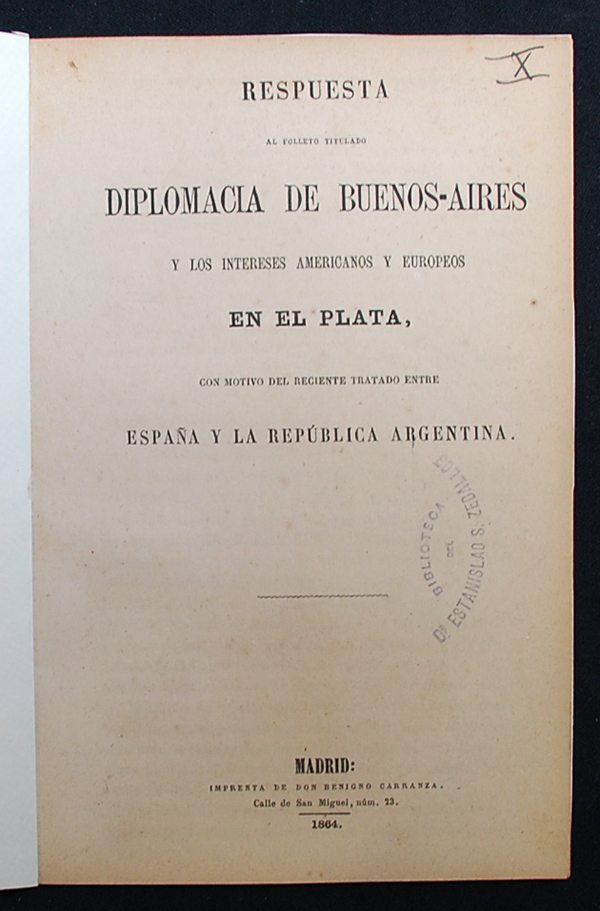 X
RESPUESTA
AL FOLLETO TITULADO
DIPLOMACIA DE BUENOS-AIRES
Y LOS INTERESES AMERICANOS Y EUROPEOS
EN EL PLATA,
CON MOTIVO DEL RECIENTE TRATADO ENTRE
ESPAÑA Y LA REPÚBLICA ARGENTINA.
BIBLIOTECA
DEL
DR ESTANISLAO S. ZEBALLOS
MADRID:
IMPRENTA DE DON BENIGNO CARRANZA.
Calle de San Miguel, núm. 23.
1864.